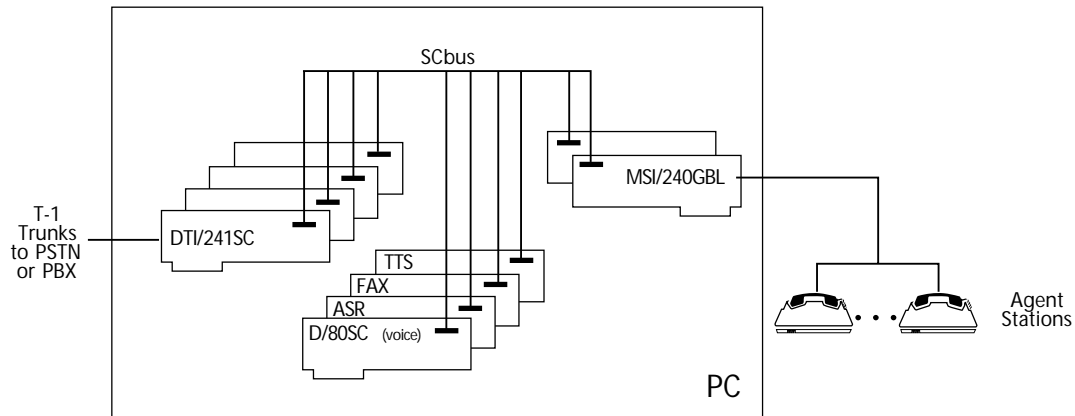 SCbus
MSI/240GBL
T-1
Trunks
to PSTN
or PBX
DTI/241SC
TTS
FAX
ASR
D/80SC (voice)
Agent
Stations
PC